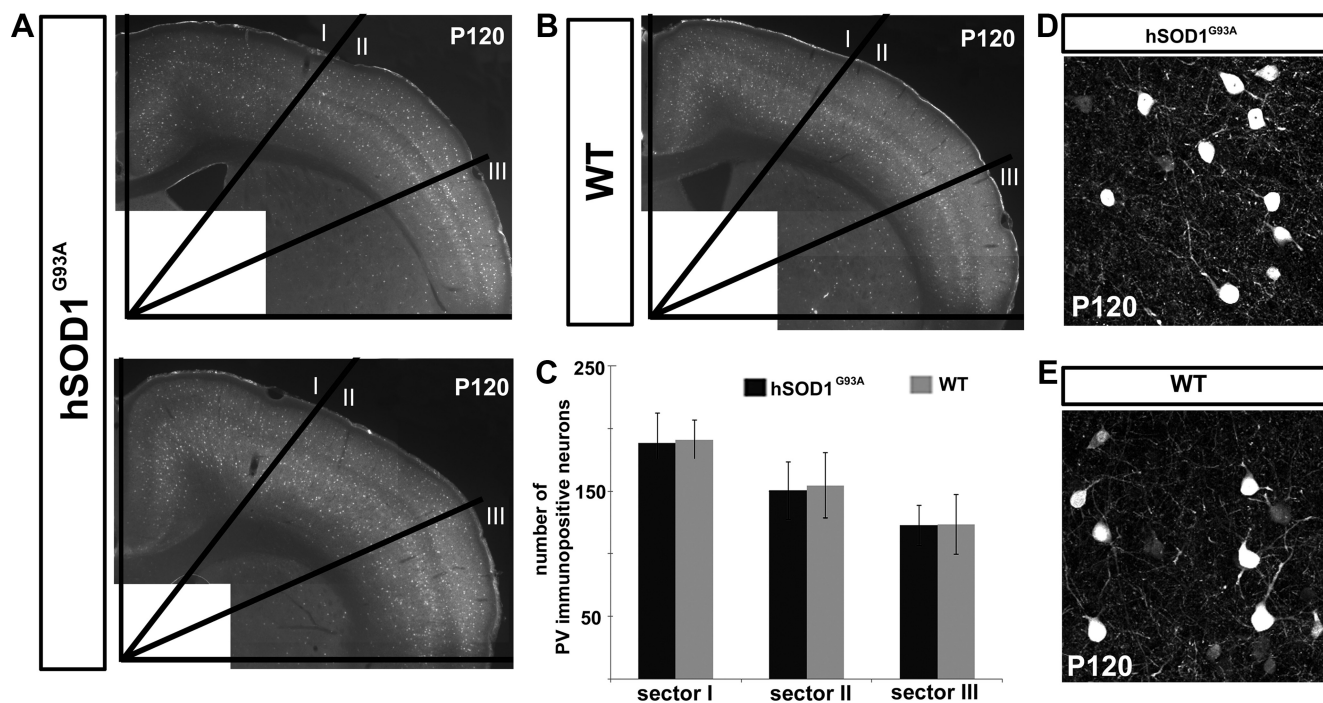 A
hSOD1G93A
P120
I
II
III
P120
I
II
III
B
WT
P120
I
II
III
C
number of
PV immunopositive neurons
250
150
50
hSOD1G93A
WT
sector I
sector II
sector III
D
hSOD1G93A
P120
E
WT
P120